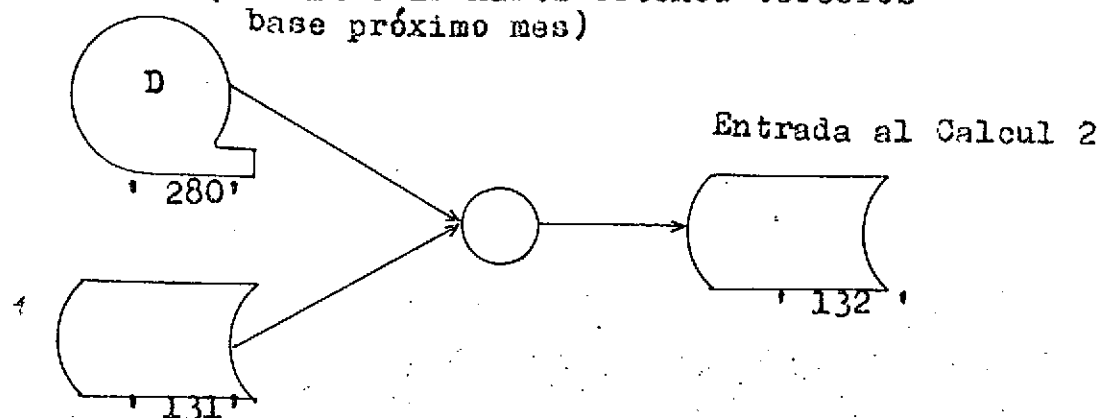 base próximo mes)
D
' 280'
Entrada al Calcul 2
' 132 '
' 131'